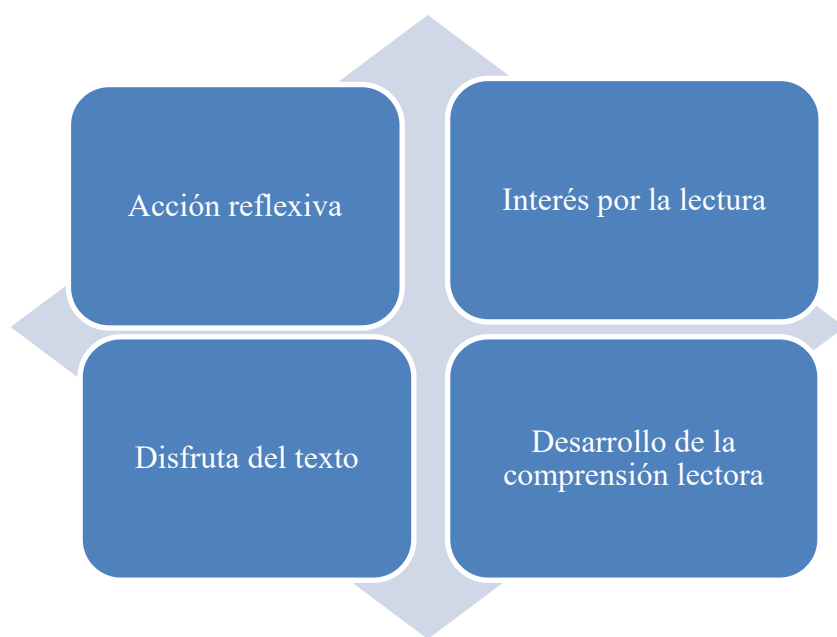 Acción reflexiva
Interés por la lectura
Disfruta del texto
Desarrollo de la
comprensión lectora